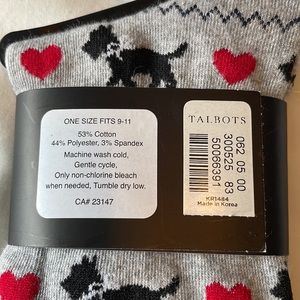 ONE SIZE FITS 9-11
53% Cotton
44% Polyester, 3% Spandex
Machine wash cold,
Gentle cycle,
Only non-chlorine bleach
when needed, Tumble dry low.
CA# 23147
TALBOTS
062 05 00
300525 83
50066391
KR1484
Made in Korea